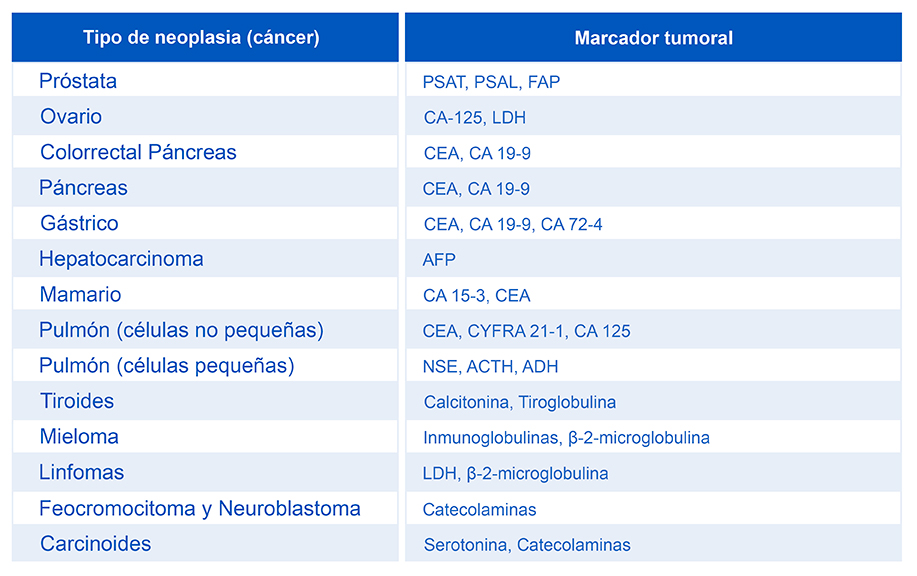 Tipo de neoplasia (cáncer) Marcador tumoral
Próstata PSAT, PSAL, FAP
Ovario CA-125, LDH
Colorrectal Páncreas CEA, CA 19-9
Páncreas CEA, CA 19-9
Gástrico CEA, CA 19-9, CA 72-4
Hepatocarcinoma AFP
Mamario CA 15-3, CEA
Pulmón (células no pequeñas) CEA, CYFRA 21-1, CA 125
Pulmón (células pequeñas) NSE, ACTH, ADH
Tiroides Calcitonina, Tiroglobulina
Mieloma Inmunoglobulinas, β-2-microglobulina
Linfomas LDH, β-2-microglobulina
Feocromocitoma y Neuroblastoma Catecolaminas
Carcinoides Serotonina, Catecolaminas